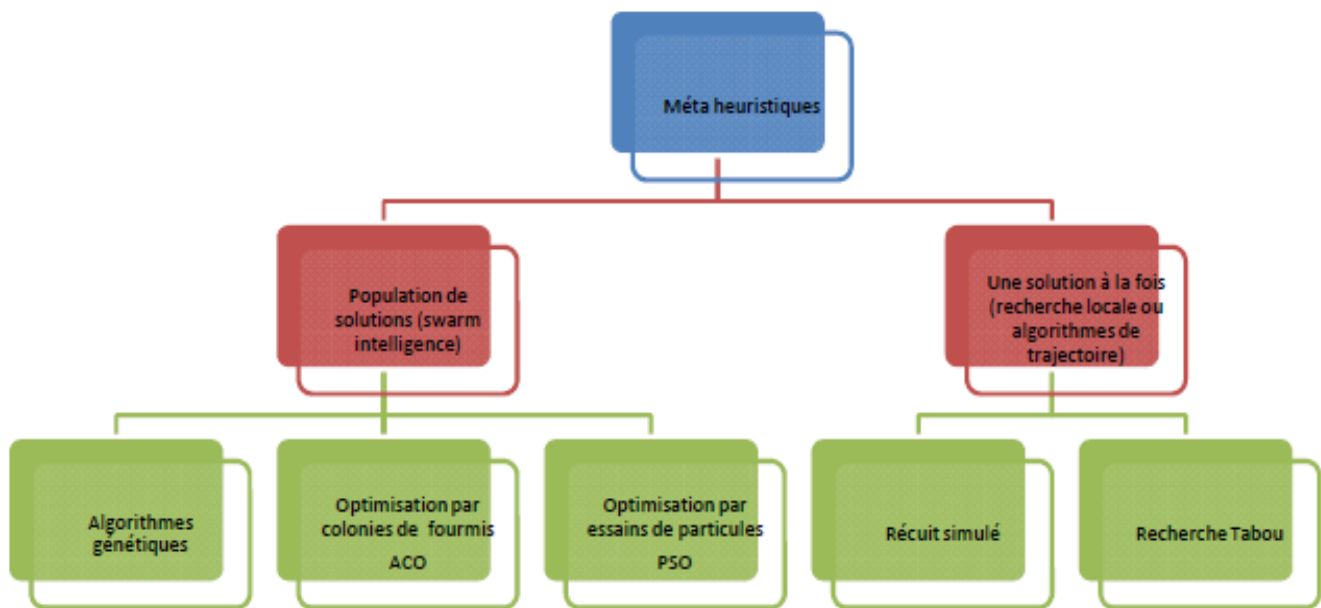 Méta heuristiques
Population de
solutions (swarm
intelligence)
Une solution à la fois
(recherche locale ou
algorithmes de
trajectoire)
Algorithmes
génétiques
Optimisation par
colonies de fourmis
ACO
Optimisation par
essains de particules
PSO
Récuit simulé
Recherche Tabou